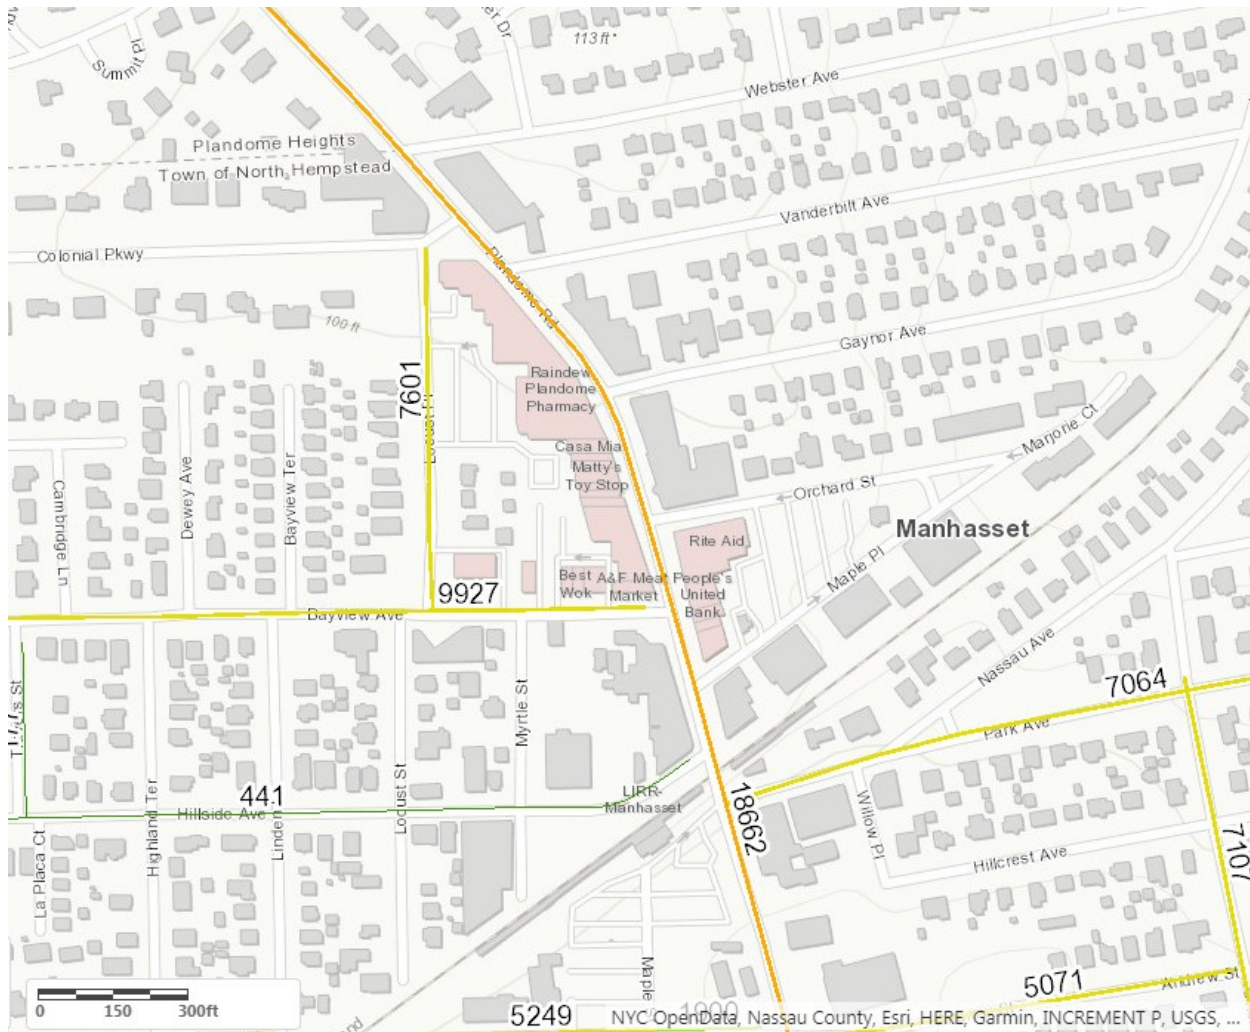 113 ft
Summit Pl
Webster Ave
Plandome Heights
Town of North Hempstead
Vanderbilt Ave
Colonial Pkwy
Plandome Rd
100 ft
Gaynor Ave
7601
Raindew
Plandome
Pharmacy
Locust
Casa Mia
Matty's
Toy Stop
Marjorie Ct
Orchard St
Cambridge Ln
Dewey Ave
Bayview Ter
Manhasset
Rite Aid
Maple Pl
Best
Wok
A&F Meat
Market
People's
United
Bank
9927
Bayview Ave
Nassau Ave
7064
Park Ave
Myrtle St
441
Hillside Ave
LIRR-
Manhasset
18662
La Placa Ct
Highland Ter
Linden
Locust St
Willow Pl
Hillcrest Ave
7107
Maple
5071
Andrew St
0
150
300ft
5249
NYC OpenData, Nassau County, Esri, HERE, Garmin, INCREMENT P, USGS, ...